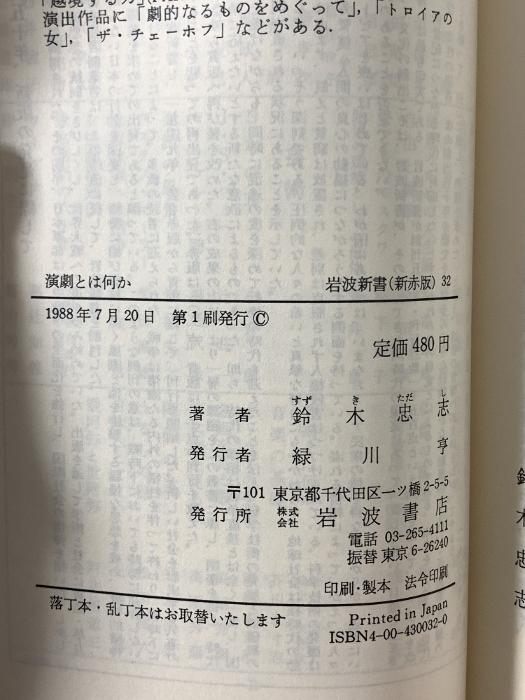 演出作品に「劇的なるものをめぐって」,「トロイアの
女」,「ザ・チェーホフ」などがある.
演劇とは何か
岩波新書(新赤版) 32
1988年7月20日 第1刷発行©
定価 480円
著者 鈴木忠志
すず き ただ し
発行者 緑川亨
〒101 東京都千代田区一ツ橋 2-5-5
発行所 株式会社 岩波書店
電話 03-265-4111
振替 東京 6-26240
印刷・製本 法令印刷
落丁本・乱丁本はお取替いたします
Printed in Japan
ISBN4-00-430032-0